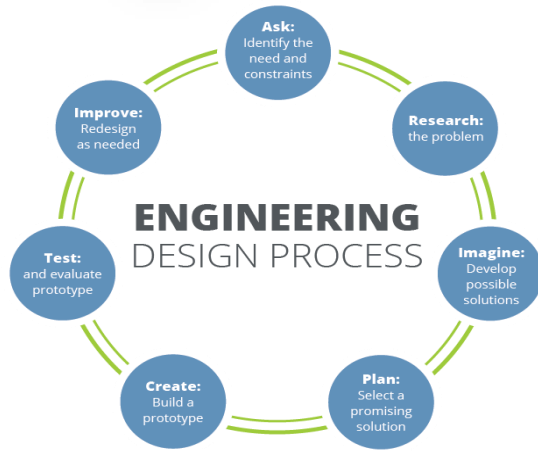 Ask:
Identify the
need and
constraints
Research:
the problem
Imagine:
Develop
possible
solutions
Plan:
Select a
promising
solution
Create:
Build a
prototype
Test:
and evaluate
prototype
Improve:
Redesign
as needed
ENGINEERING
DESIGN PROCESS